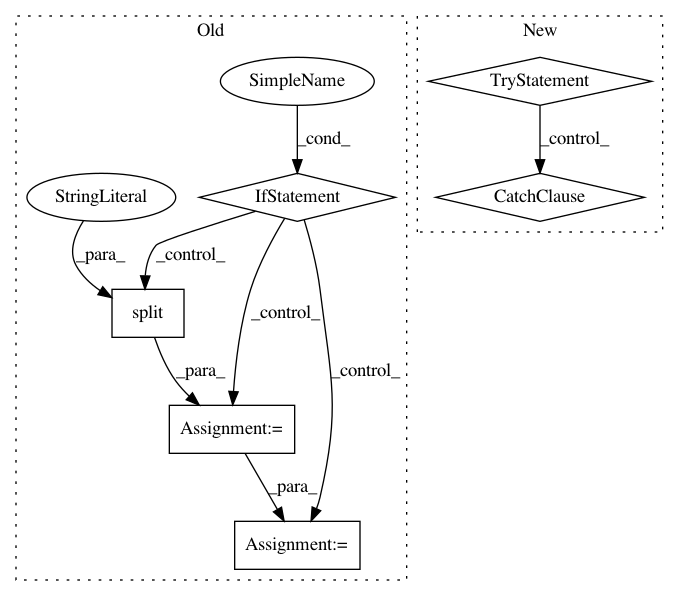 Old
New
SimpleName
TryStatement
_cond_
_control_
StringLiteral
IfStatement
CatchClause
_para_
_control_
split
_control_
_control_
_para_
Assignment:=
_para_
Assignment:=